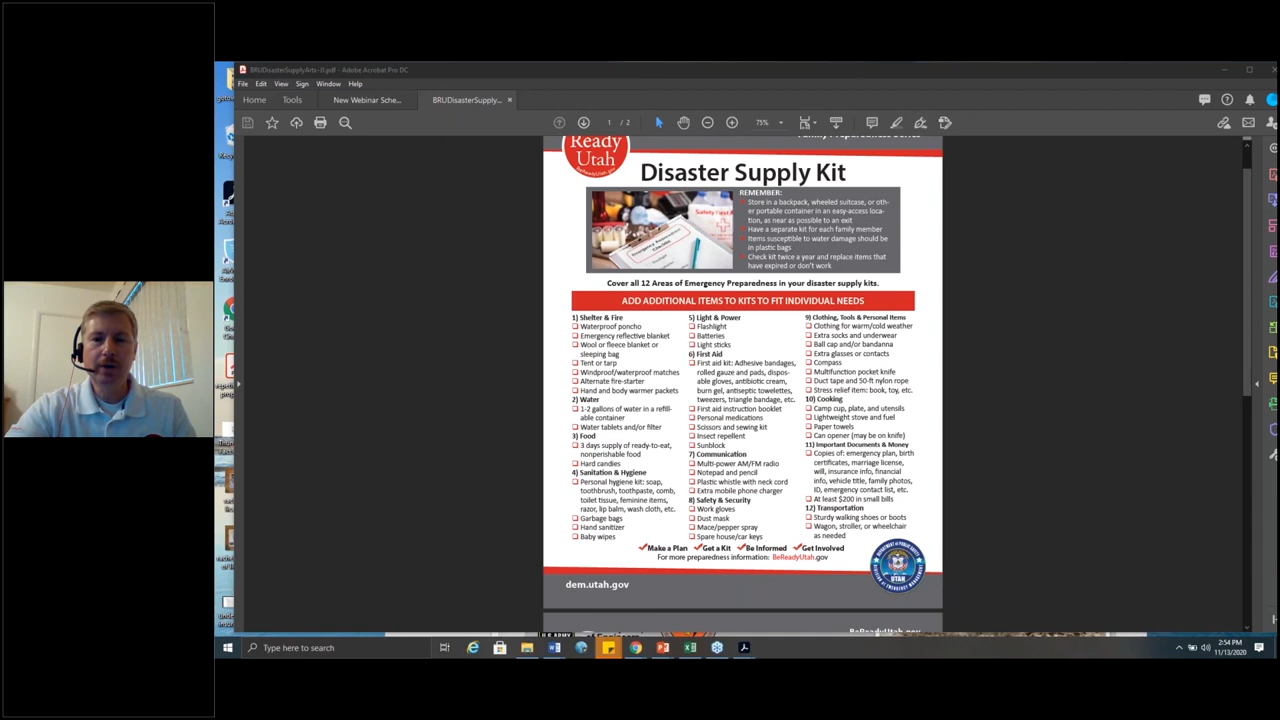 BRUDisasterSupplyArts-JJ.pdf - Adobe Acrobat Pro DC
File Edit View Sign Window Help
Home Tools New Webinar Sche... BRUDisasterSupply... ×
1 / 2 75%
Ready
Utah
BeReadyUtah.gov
Disaster Supply Kit
REMEMBER:
Store in a backpack, wheeled suitcase, or oth-
er portable container in an easy-access loca-
tion, as near as possible to an exit
Have a separate kit for each family member
Items susceptible to water damage should be
in plastic bags
Check kit twice a year and replace items that
have expired or don't work
Cover all 12 Areas of Emergency Preparedness in your disaster supply kits.
ADD ADDITIONAL ITEMS TO KITS TO FIT INDIVIDUAL NEEDS
1) Shelter & Fire
Waterproof poncho
Emergency reflective blanket
Wool or fleece blanket or
sleeping bag
Tent or tarp
Windproof/waterproof matches
Alternate fire-starter
Hand and body warmer packets
2) Water
1-2 gallons of water in a refill-
able container
Water tablets and/or filter
3) Food
3 days supply of ready-to-eat,
nonperishable food
Hard candies
4) Sanitation & Hygiene
Personal hygiene kit: soap,
toothbrush, toothpaste, comb,
toilet tissue, feminine items,
razor, lip balm, wash cloth, etc.
Garbage bags
Hand sanitizer
Baby wipes
5) Light & Power
Flashlight
Batteries
Light sticks
6) First Aid
First aid kit: Adhesive bandages,
rolled gauze and pads, dispos-
able gloves, antibiotic cream,
burn gel, antiseptic towelettes,
tweezers, triangle bandage, etc.
First aid instruction booklet
Personal medications
Scissors and sewing kit
Insect repellent
Sunblock
7) Communication
Multi-power AM/FM radio
Notepad and pencil
Plastic whistle with neck cord
Extra mobile phone charger
8) Safety & Security
Work gloves
Dust mask
Mace/pepper spray
Spare house/car keys
9) Clothing, Tools & Personal Items
Clothing for warm/cold weather
Extra socks and underwear
Ball cap and/or bandanna
Extra glasses or contacts
Compass
Multifunction pocket knife
Duct tape and 50-ft nylon rope
Stress relief item: book, toy, etc.
10) Cooking
Camp cup, plate, and utensils
Lightweight stove and fuel
Paper towels
Can opener (may be on knife)
11) Important Documents & Money
Copies of: emergency plan, birth
certificates, marriage license,
will, insurance info, financial
info, vehicle title, family photos,
ID, emergency contact list, etc.
At least $200 in small bills
12) Transportation
Sturdy walking shoes or boots
Wagon, stroller, or wheelchair
as needed
Make a Plan Get a Kit Be Informed Get Involved
For more preparedness information: BeReadyUtah.gov
dem.utah.gov
UTAH
BeReadyUtah.gov
U.S. ARMY
Type here to search
2:54 PM
11/13/2020